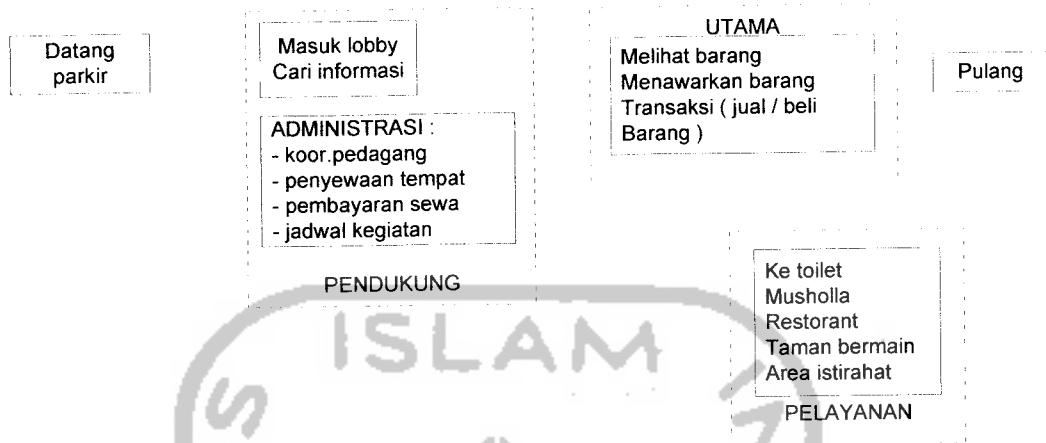 Datang
parkir
Masuk lobby
Cari informasi
ADMINISTRASI :
- koor.pedagang
- penyewaan tempat
- pembayaran sewa
- jadwal kegiatan
PENDUKUNG
UTAMA
Melihat barang
Menawarkan barang
Transaksi ( jual / beli
Barang )
Pulang
Ke toilet
Musholla
Restorant
Taman bermain
Area istirahat
PELAYANAN
ISLAM